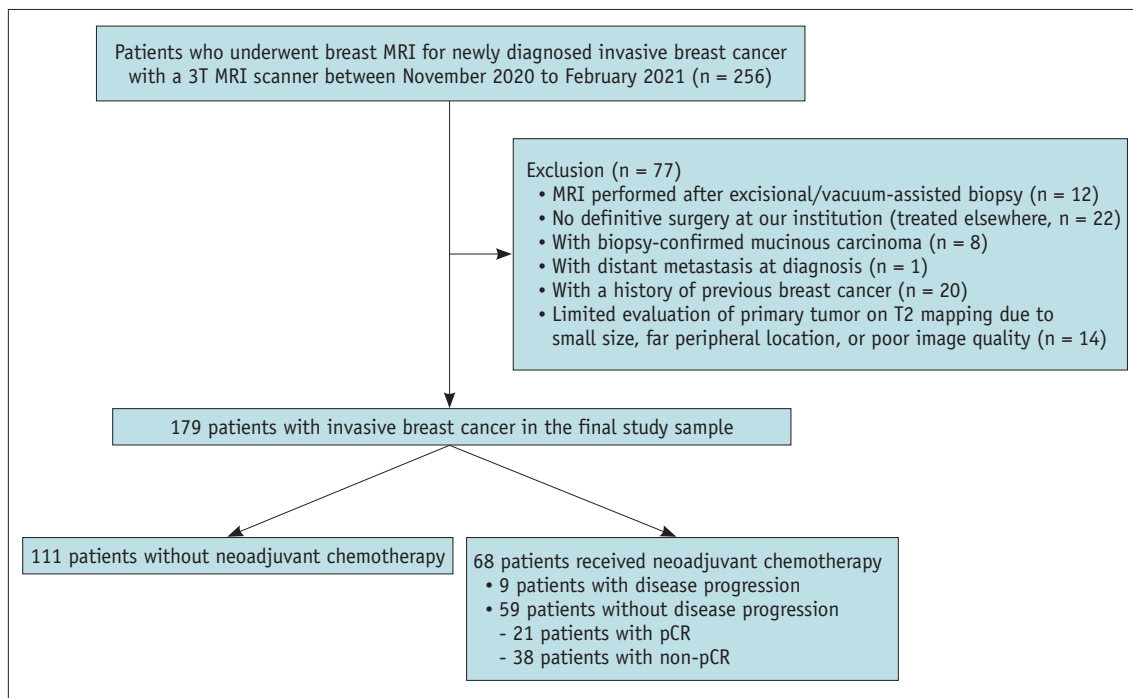 Patients who underwent breast MRI for newly diagnosed invasive breast cancer
with a 3T MRI scanner between November 2020 to February 2021 (n = 256)
Exclusion (n = 77)
• MRI performed after excisional/vacuum-assisted biopsy (n = 12)
• No definitive surgery at our institution (treated elsewhere, n = 22)
• With biopsy-confirmed mucinous carcinoma (n = 8)
• With distant metastasis at diagnosis (n = 1)
• With a history of previous breast cancer (n = 20)
• Limited evaluation of primary tumor on T2 mapping due to
small size, far peripheral location, or poor image quality (n = 14)
179 patients with invasive breast cancer in the final study sample
111 patients without neoadjuvant chemotherapy
68 patients received neoadjuvant chemotherapy
• 9 patients with disease progression
• 59 patients without disease progression
- 21 patients with pCR
- 38 patients with non-pCR